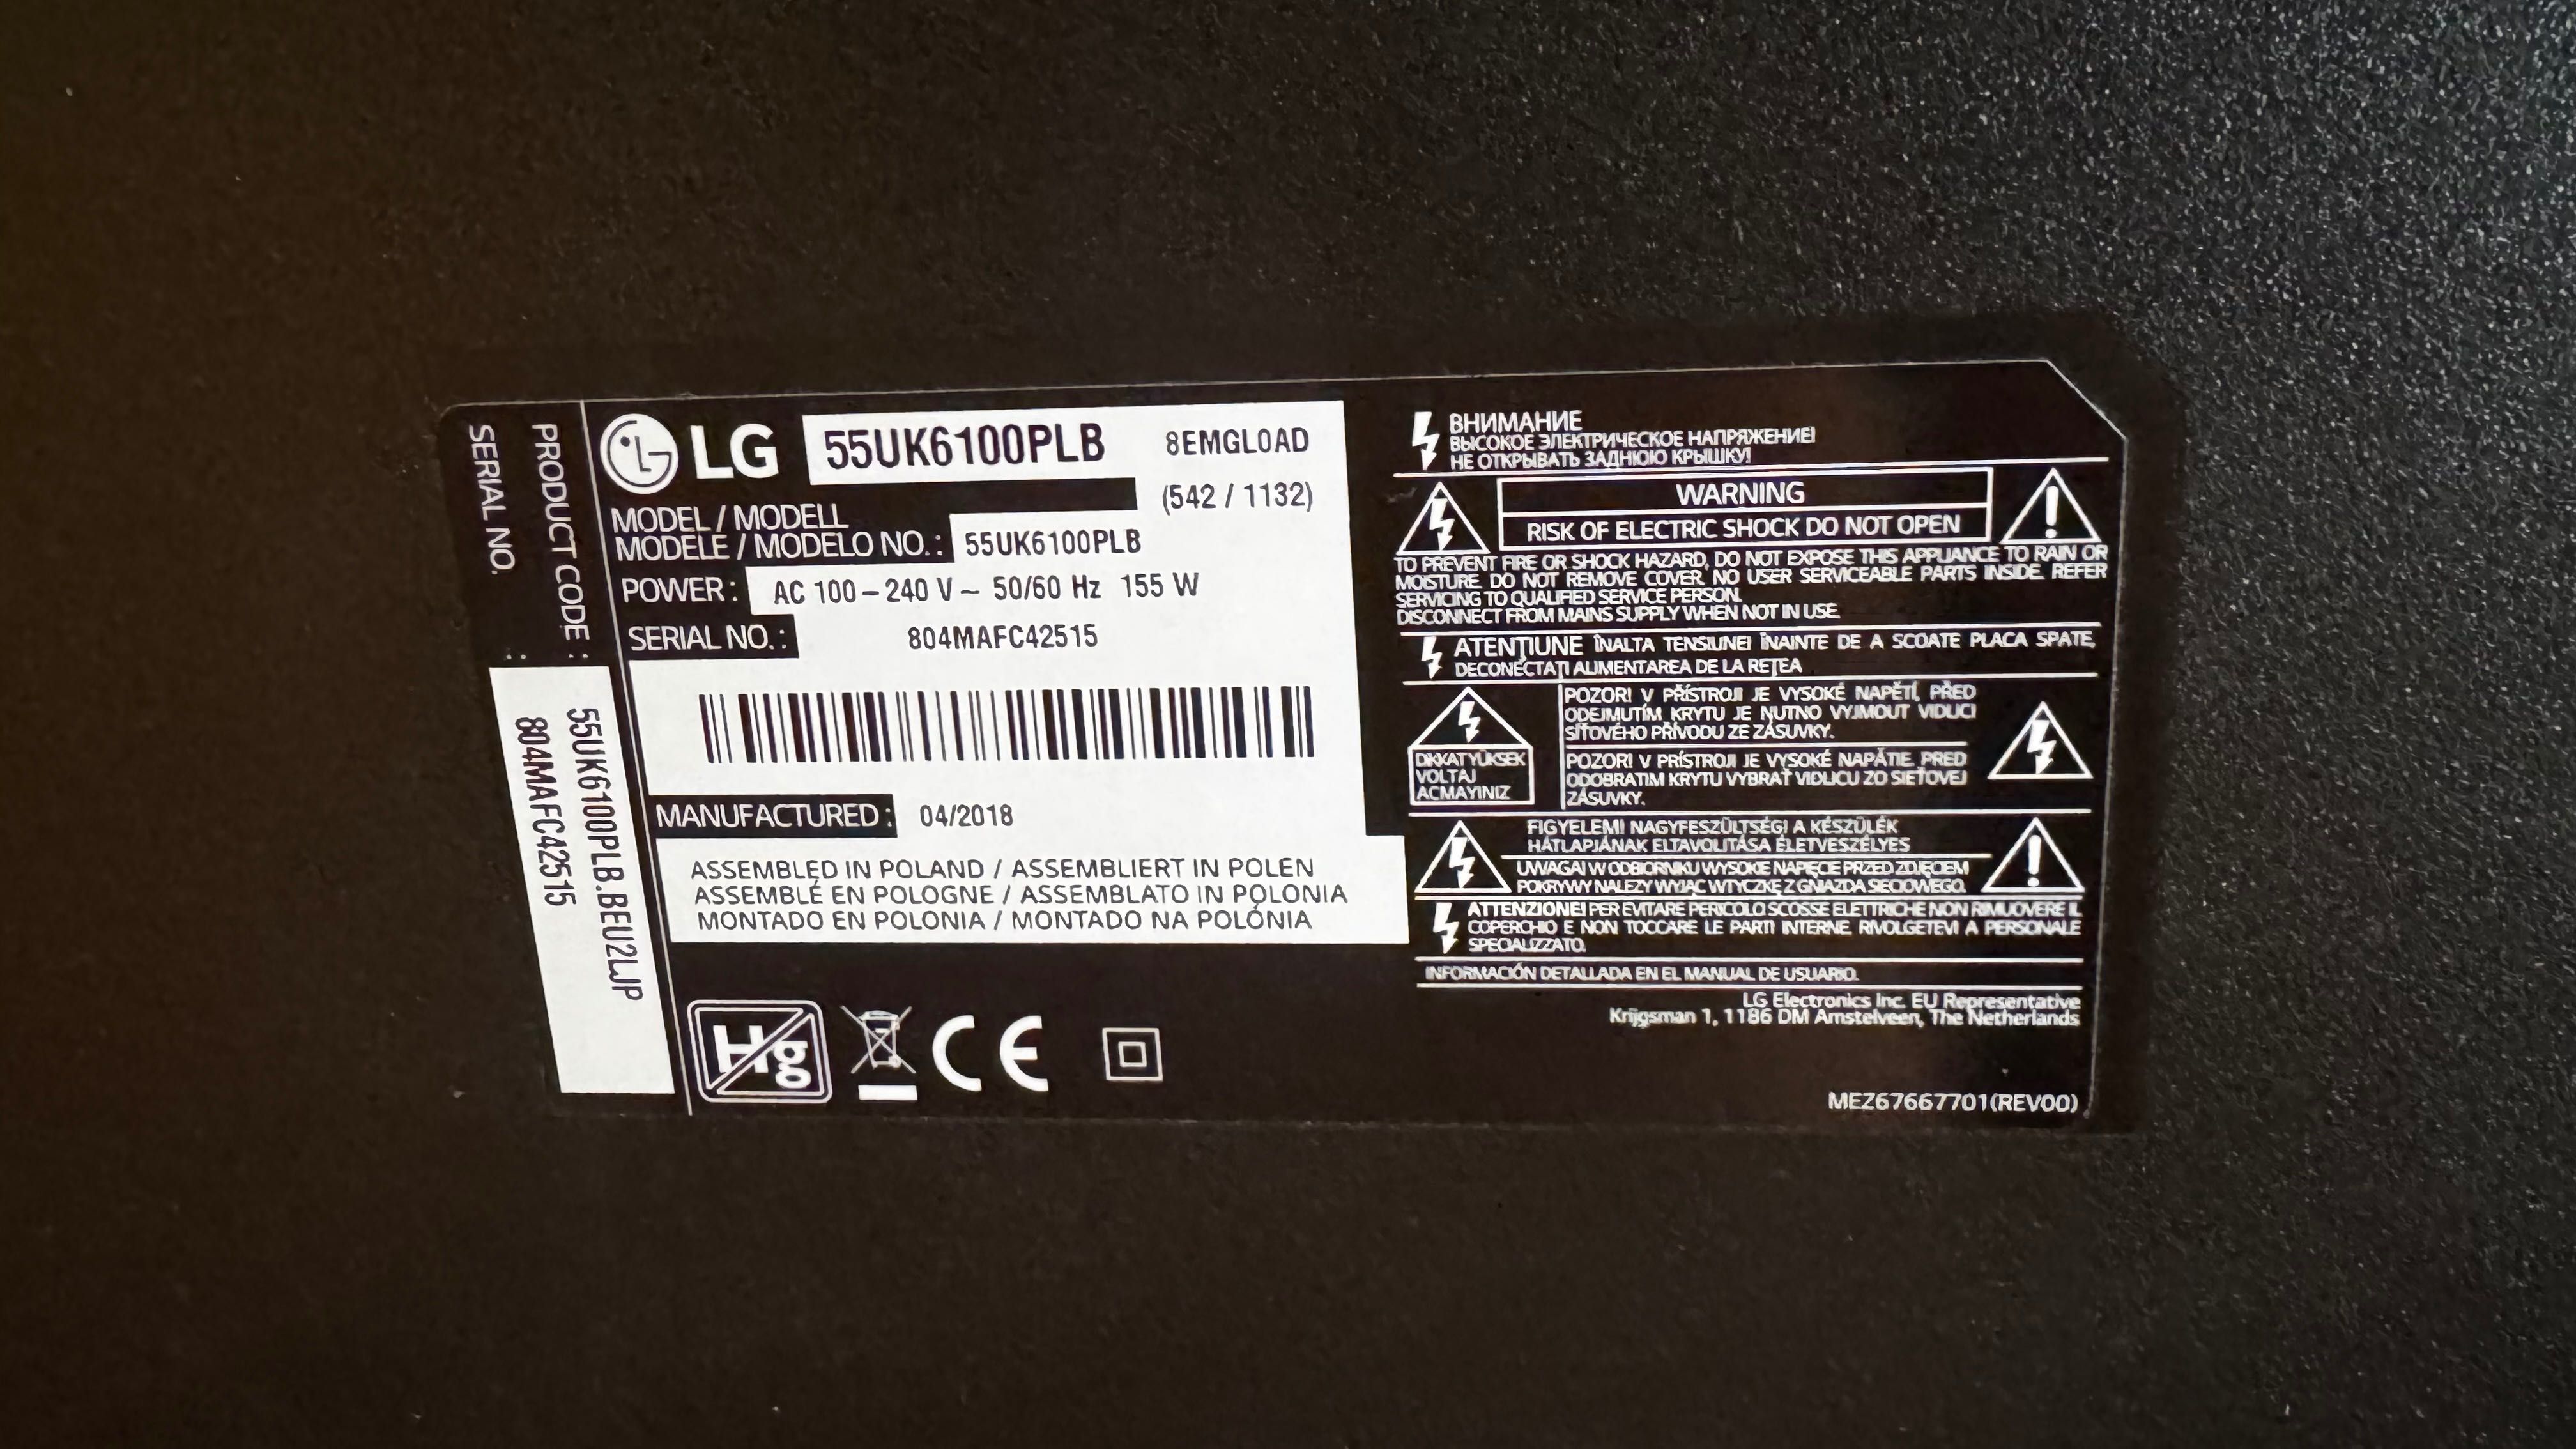 SERIAL NO. : 804MAFC42515
PRODUCT CODE : 55UK6100PLB.BEU2LJP
LG 55UK6100PLB 8EMGL0AD
(542 / 1132)
MODEL / MODELL
MODÈLE / MODELO NO. : 55UK6100PLB
POWER : AC 100 – 240 V ~ 50/60 Hz 155 W
SERIAL NO. : 804MAFC42515
MANUFACTURED : 04/2018
ASSEMBLED IN POLAND / ASSEMBLIERT IN POLEN
ASSEMBLÉ EN POLOGNE / ASSEMBLATO IN POLONIA
MONTADO EN POLONIA / MONTADO NA POLÓNIA
Hg
CE
ВНИМАНИЕ
ВЫСОКОЕ ЭЛЕКТРИЧЕСКОЕ НАПРЯЖЕНИЕ!
НЕ ОТКРЫВАТЬ ЗАДНЮЮ КРЫШКУ!
WARNING
RISK OF ELECTRIC SHOCK DO NOT OPEN
TO PREVENT FIRE OR SHOCK HAZARD, DO NOT EXPOSE THIS APPLIANCE TO RAIN OR
MOISTURE. DO NOT REMOVE COVER. NO USER SERVICEABLE PARTS INSIDE. REFER
SERVICING TO QUALIFIED SERVICE PERSON.
DISCONNECT FROM MAINS SUPPLY WHEN NOT IN USE.
ATENŢIUNE ÎNALTA TENSIUNE! ÎNAINTE DE A SCOATE PLACA SPATE,
DECONECTAŢI ALIMENTAREA DE LA REŢEA
DIKKAT YÜKSEK
VOLTAJ
ACMAYINIZ
POZOR! V PŘÍSTROJI JE VYSOKÉ NAPĚTÍ, PŘED
ODEJMUTÍM KRYTU JE NUTNO VYJMOUT VIDLICI
SÍŤOVÉHO PŘÍVODU ZE ZÁSUVKY.
POZOR! V PRÍSTROJI JE VYSOKÉ NAPÄTIE, PRED
ODOBRATIM KRYTU VYBRAŤ VIDLICU ZO SIEŤOVEJ
ZÁSUVKY.
FIGYELEM! NAGYFESZÜLTSÉG! A KÉSZÜLÉK
HÁTLAPJÁNAK ELTAVOLITÁSA ÉLETVESZÉLYES
UWAGA! W ODBIORNIKU WYSOKIE NAPIĘCIE PRZED ZDJĘCIEM
POKRYWY NALEŻY WYJĄĆ WTYCZKĘ Z GNIAZDA SIECIOWEGO.
ATTENZIONE! PER EVITARE PERICOLO SCOSSE ELETTRICHE NON RIMUOVERE IL
COPERCHIO E NON TOCCARE LE PARTI INTERNE. RIVOLGETEVI A PERSONALE
SPECIALIZZATO.
INFORMACIÓN DETALLADA EN EL MANUAL DE USUARIO.
LG Electronics Inc. EU Representative
Krijgsman 1, 1186 DM Amstelveen, The Netherlands
MEZ67667701(REV00)